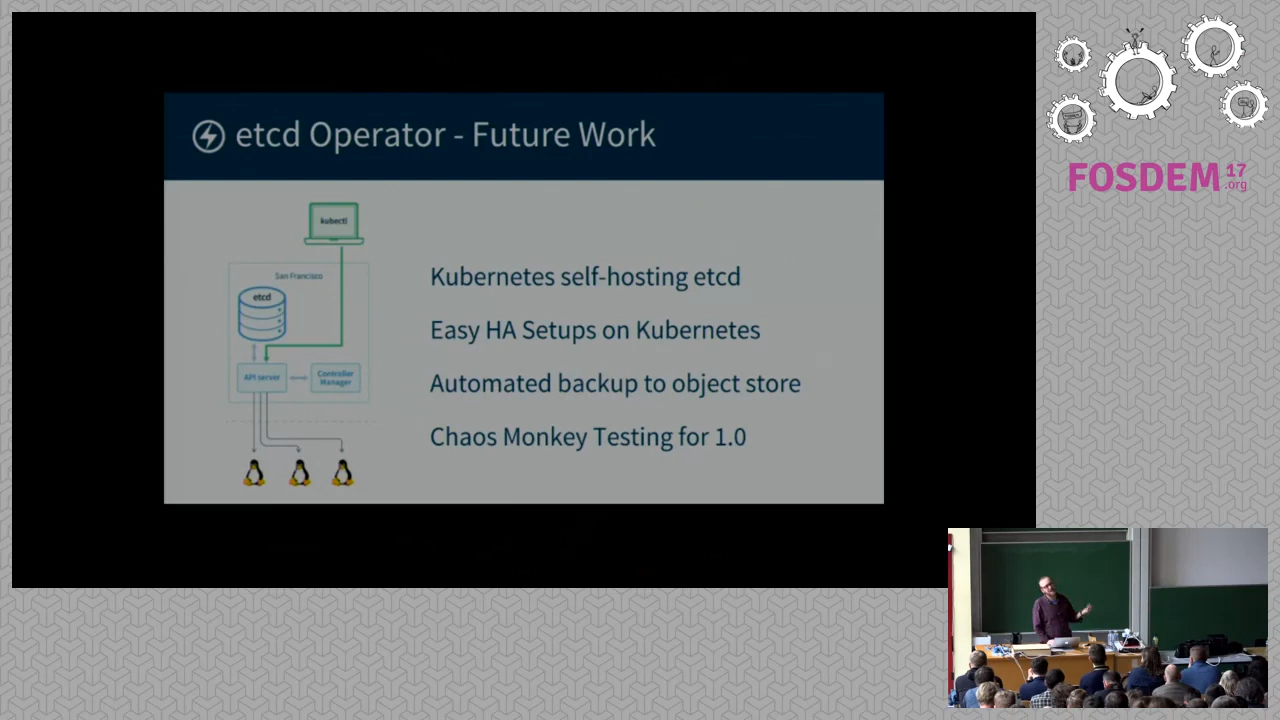 etcd Operator - Future Work
kubectl
San Francisco
etcd
API server
Controller
Manager
Kubernetes self-hosting etcd
Easy HA Setups on Kubernetes
Automated backup to object store
Chaos Monkey Testing for 1.0
FOSDEM 17
.org